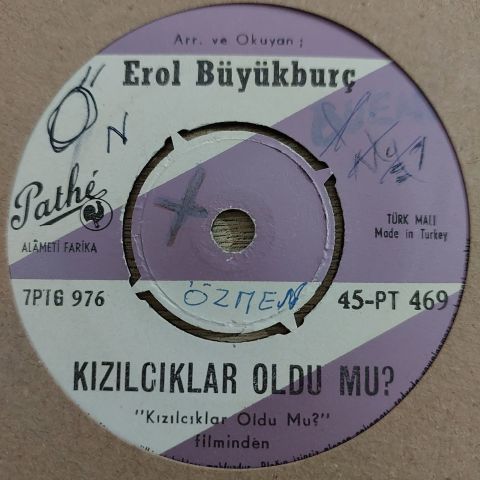 Arr. ve Okuyan ;
Erol Büyükburç
Ö N
Pathé
ALÂMETİ FARİKA
TÜRK MALI
Made in Turkey
7PTG 976
ÖZMEN
45-PT 469
KIZILCIKLAR OLDU MU?
"Kızılcıklar Oldu Mu?"
filminden